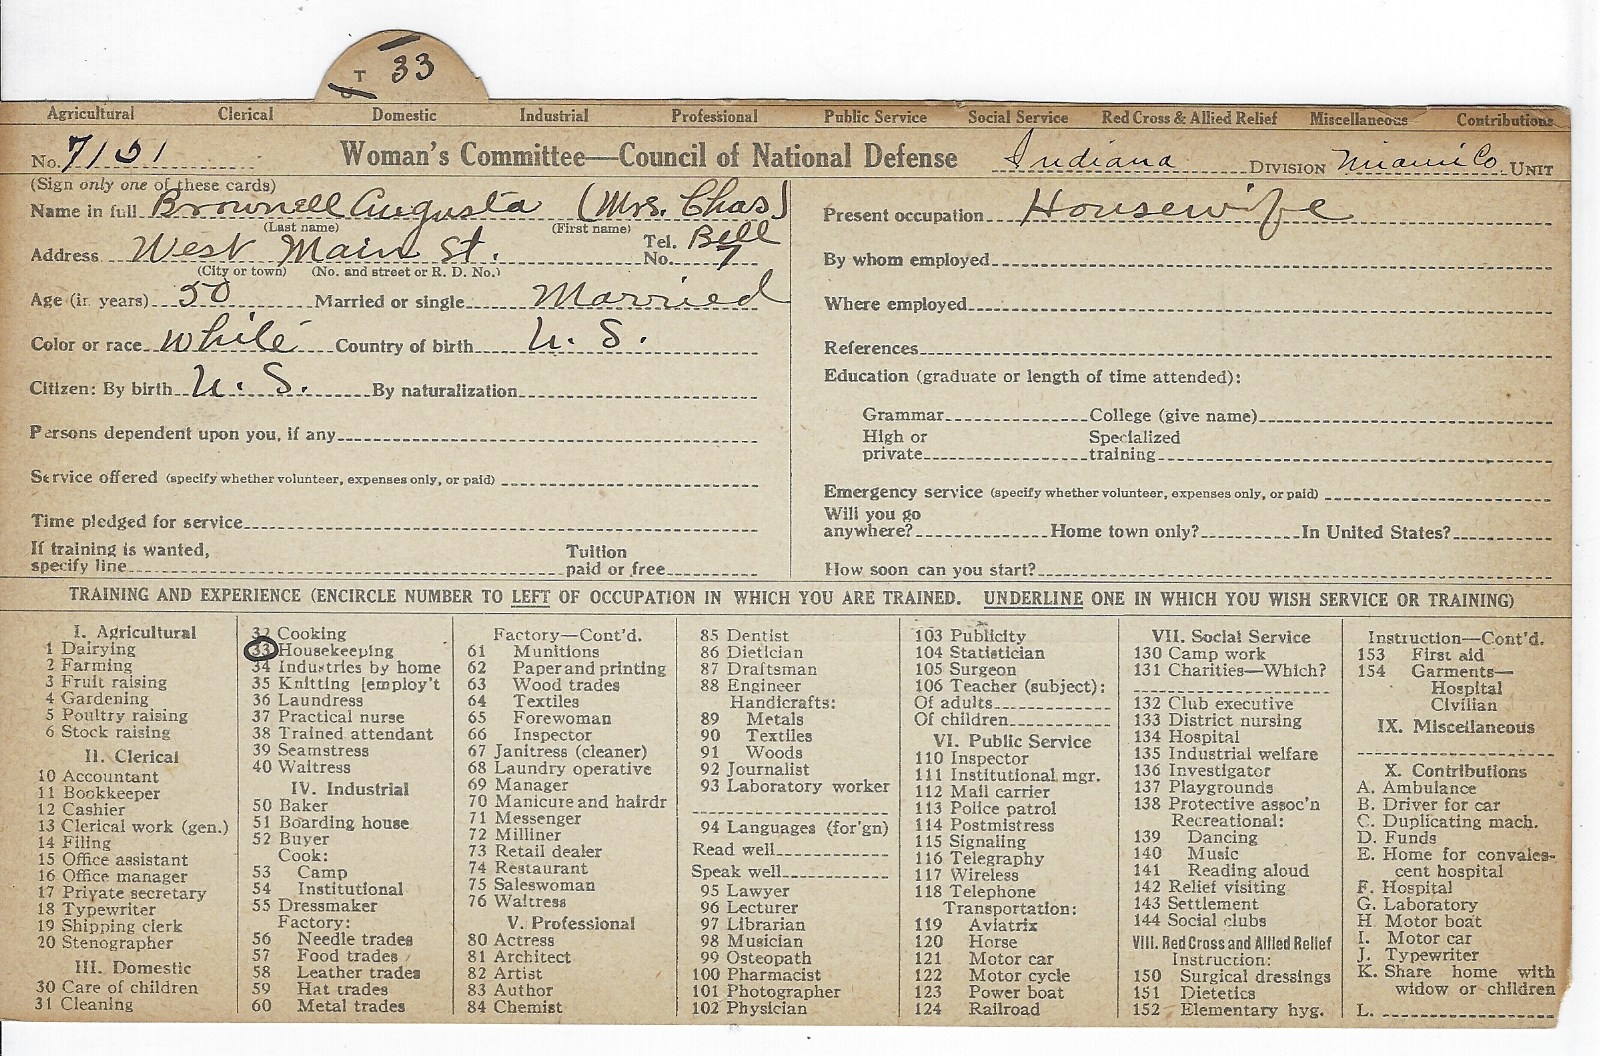 T 33
Agricultural Clerical Domestic Industrial Professional Public Service Social Service Red Cross & Allied Relief Miscellaneous Contributions
No. 7101 Woman's Committee—Council of National Defense Indiana DIVISION Miami Co. UNIT
(Sign only one of these cards)
Name in full Brownell Augusta (Mrs. Chas)
(Last name) (First name)
Address West Main St. Tel. No. Bell 7
(City or town) (No. and street or R. D. No.)
Age (in years) 50 Married or single Married
Color or race White Country of birth U. S.
Citizen: By birth U. S. By naturalization
Persons dependent upon you, if any
Service offered (specify whether volunteer, expenses only, or paid)
Time pledged for service
If training is wanted, specify line Tuition paid or free
Present occupation Housewife
By whom employed
Where employed
References
Education (graduate or length of time attended):
Grammar College (give name)
High or private Specialized training
Emergency service (specify whether volunteer, expenses only, or paid)
Will you go anywhere? Home town only? In United States?
How soon can you start?
TRAINING AND EXPERIENCE (ENCIRCLE NUMBER TO LEFT OF OCCUPATION IN WHICH YOU ARE TRAINED. UNDERLINE ONE IN WHICH YOU WISH SERVICE OR TRAINING)
I. Agricultural
1 Dairying
2 Farming
3 Fruit raising
4 Gardening
5 Poultry raising
6 Stock raising
II. Clerical
10 Accountant
11 Bookkeeper
12 Cashier
13 Clerical work (gen.)
14 Filing
15 Office assistant
16 Office manager
17 Private secretary
18 Typewriter
19 Shipping clerk
20 Stenographer
III. Domestic
30 Care of children
31 Cleaning
32 Cooking
33 Housekeeping
34 Industries by home
35 Knitting [employ't
36 Laundress
37 Practical nurse
38 Trained attendant
39 Seamstress
40 Waitress
IV. Industrial
50 Baker
51 Boarding house
52 Buyer
Cook:
53 Camp
54 Institutional
55 Dressmaker
Factory:
56 Needle trades
57 Food trades
58 Leather trades
59 Hat trades
60 Metal trades
Factory—Cont'd.
61 Munitions
62 Paper and printing
63 Wood trades
64 Textiles
65 Forewoman
66 Inspector
67 Janitress (cleaner)
68 Laundry operative
69 Manager
70 Manicure and hairdr
71 Messenger
72 Milliner
73 Retail dealer
74 Restaurant
75 Saleswoman
76 Waitress
V. Professional
80 Actress
81 Architect
82 Artist
83 Author
84 Chemist
85 Dentist
86 Dietician
87 Draftsman
88 Engineer
Handicrafts:
89 Metals
90 Textiles
91 Woods
92 Journalist
93 Laboratory worker
94 Languages (for'gn)
Read well
Speak well
95 Lawyer
96 Lecturer
97 Librarian
98 Musician
99 Osteopath
100 Pharmacist
101 Photographer
102 Physician
103 Publicity
104 Statistician
105 Surgeon
106 Teacher (subject):
Of adults
Of children
VI. Public Service
110 Inspector
111 Institutional mgr.
112 Mail carrier
113 Police patrol
114 Postmistress
115 Signaling
116 Telegraphy
117 Wireless
118 Telephone
Transportation:
119 Aviatrix
120 Horse
121 Motor car
122 Motor cycle
123 Power boat
124 Railroad
VII. Social Service
130 Camp work
131 Charities—Which?
132 Club executive
133 District nursing
134 Hospital
135 Industrial welfare
136 Investigator
137 Playgrounds
138 Protective assoc'n
Recreational:
139 Dancing
140 Music
141 Reading aloud
142 Relief visiting
143 Settlement
144 Social clubs
VIII. Red Cross and Allied Relief
Instruction:
150 Surgical dressings
151 Dietetics
152 Elementary hyg.
Instruction—Cont'd.
153 First aid
154 Garments—
Hospital
Civilian
IX. Miscellaneous
X. Contributions
A. Ambulance
B. Driver for car
C. Duplicating mach.
D. Funds
E. Home for convales-
cent hospital
F. Hospital
G. Laboratory
H. Motor boat
I. Motor car
J. Typewriter
K. Share home with
widow or children
L.